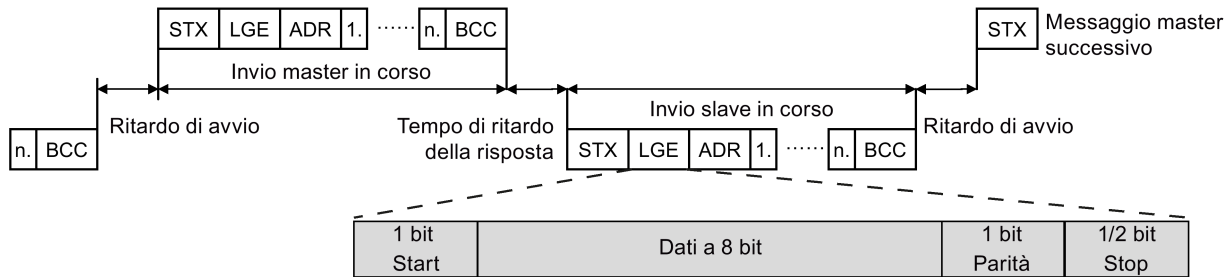 STX LGE ADR 1. ...... n. BCC
STX
Messaggio master
successivo
Invio master in corso
Ritardo di avvio
n. BCC
Tempo di ritardo
della risposta
Invio slave in corso
STX LGE ADR 1. ...... n. BCC
Ritardo di avvio
1 bit
Start
Dati a 8 bit
1 bit
Parità
1/2 bit
Stop